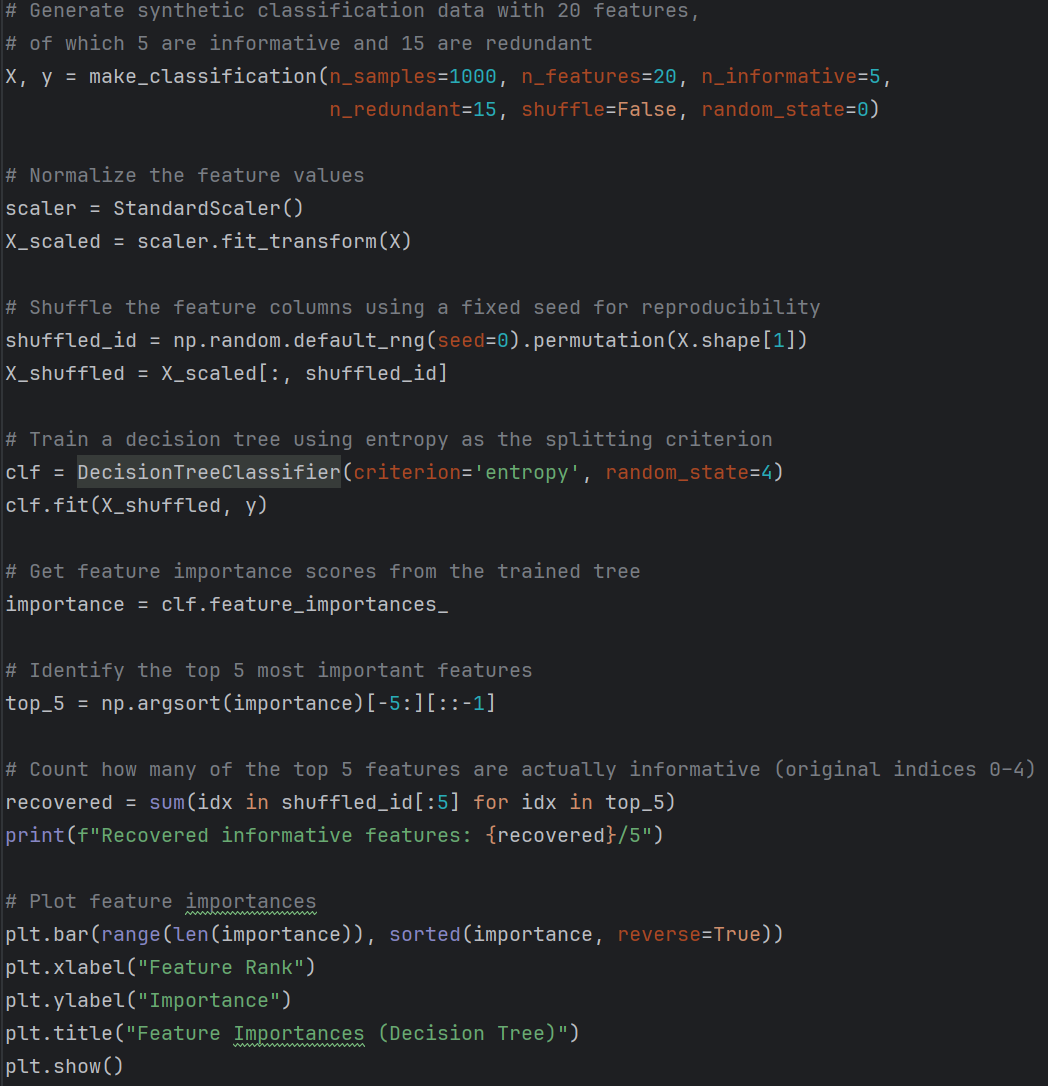 # Generate synthetic classification data with 20 features,
# of which 5 are informative and 15 are redundant
X, y = make_classification(n_samples=1000, n_features=20, n_informative=5,
                           n_redundant=15, shuffle=False, random_state=0)
# Normalize the feature values
scaler = StandardScaler()
X_scaled = scaler.fit_transform(X)
# Shuffle the feature columns using a fixed seed for reproducibility
shuffled_id = np.random.default_rng(seed=0).permutation(X.shape[1])
X_shuffled = X_scaled[:, shuffled_id]
# Train a decision tree using entropy as the splitting criterion
clf = DecisionTreeClassifier(criterion='entropy', random_state=4)
clf.fit(X_shuffled, y)
# Get feature importance scores from the trained tree
importance = clf.feature_importances_
# Identify the top 5 most important features
top_5 = np.argsort(importance)[-5:][::-1]
# Count how many of the top 5 features are actually informative (original indices 0-4)
recovered = sum(idx in shuffled_id[:5] for idx in top_5)
print(f"Recovered informative features: {recovered}/5")
# Plot feature importances
plt.bar(range(len(importance)), sorted(importance, reverse=True))
plt.xlabel("Feature Rank")
plt.ylabel("Importance")
plt.title("Feature Importances (Decision Tree)")
plt.show()